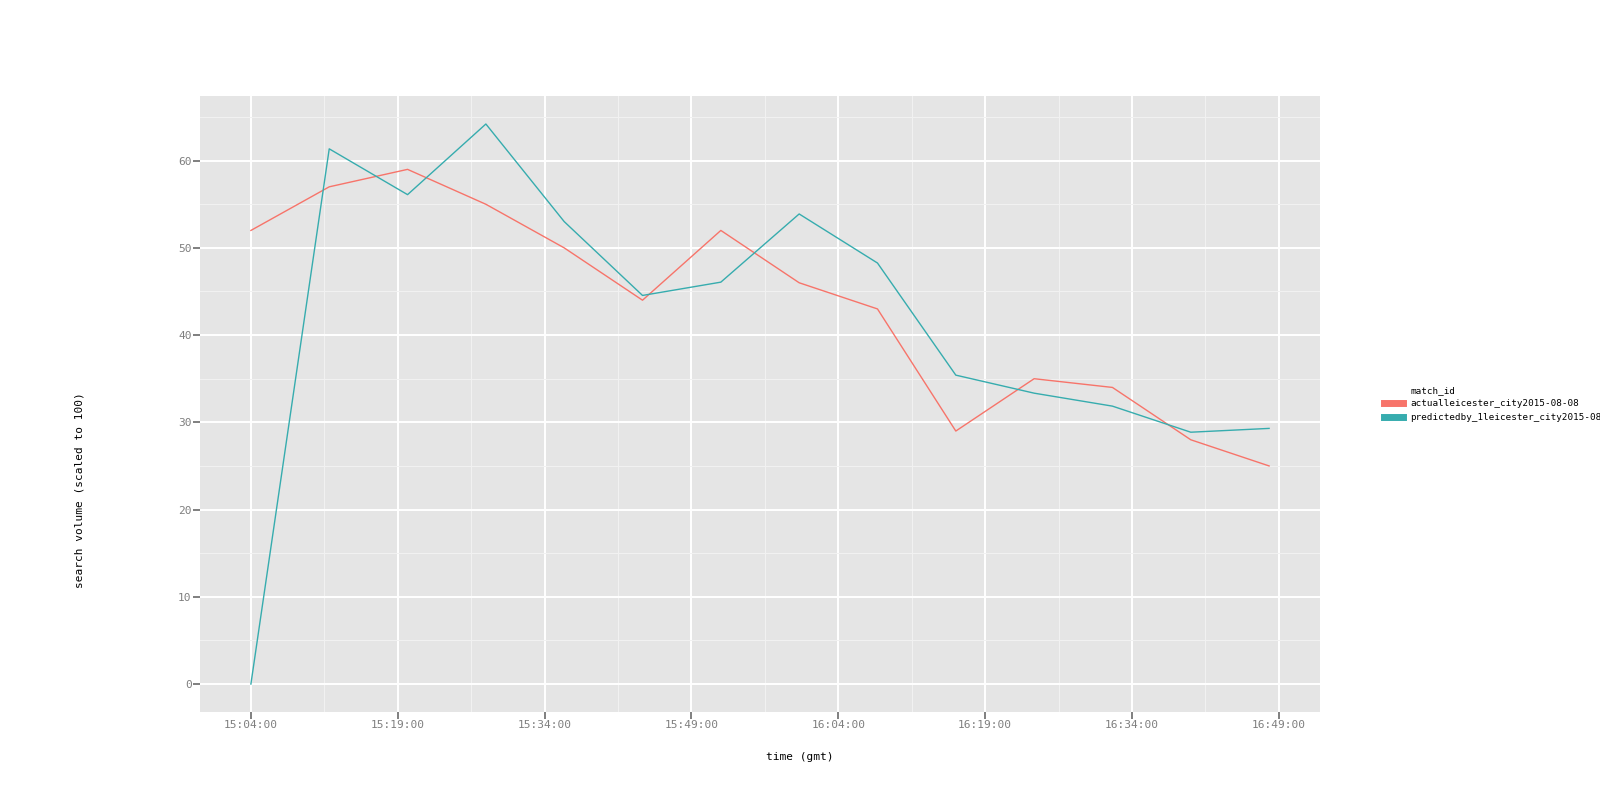 60
50
40
30
20
10
0
search volume (scaled to 100)
15:04:00 15:19:00 15:34:00 15:49:00 16:04:00 16:19:00 16:34:00 16:49:00
time (gmt)
match_id
actualleicester_city2015-08-08
predictedby_1leicester_city2015-08